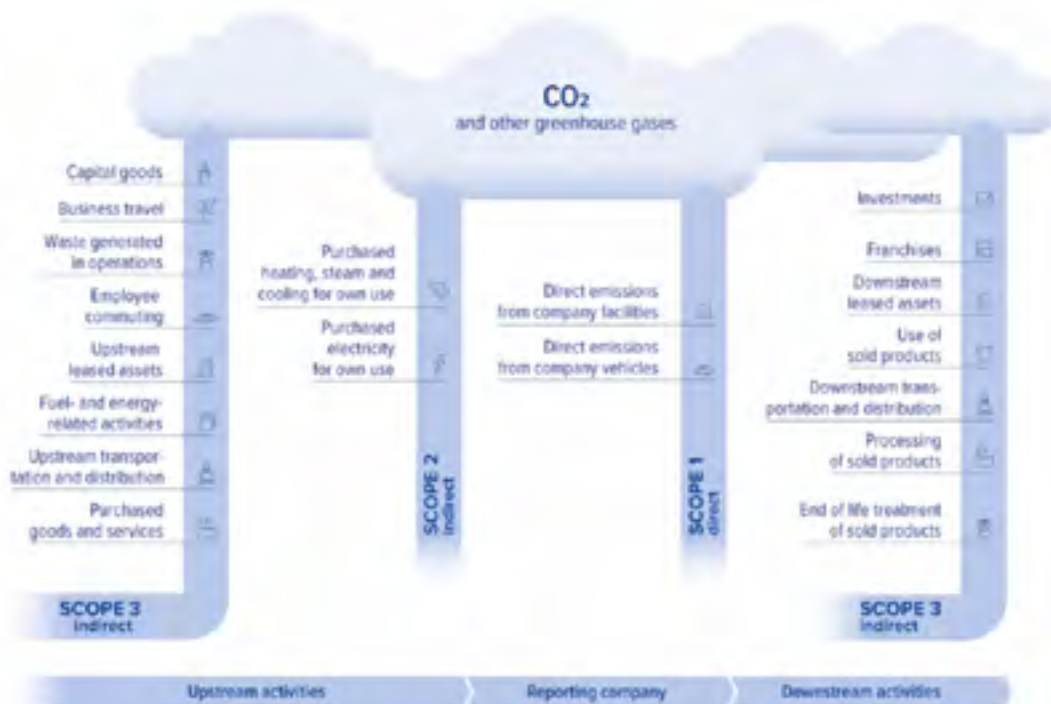 CO₂
and other greenhouse gases
Capital goods
Business travel
Waste generated
in operations
Employee
commuting
Upstream
leased assets
Fuel- and energy-
related activities
Upstream transpor-
tation and distribution
Purchased
goods and services
SCOPE 3
indirect
Purchased
heating, steam and
cooling for own use
Purchased
electricity
for own use
SCOPE 2
indirect
Direct emissions
from company facilities
Direct emissions
from company vehicles
SCOPE 1
direct
Investments
Franchises
Downstream
leased assets
Use of
sold products
Downstream trans-
portation and distribution
Processing
of sold products
End of life treatment
of sold products
SCOPE 3
indirect
Upstream activities
Reporting company
Downstream activities